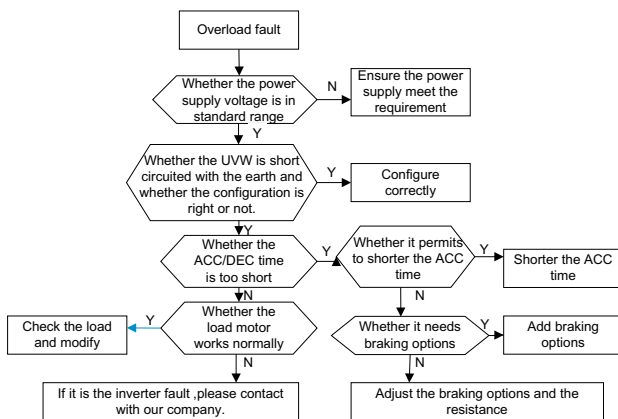 Overload fault
Whether the power
supply voltage is in
standard range
N
Ensure the power
supply meet the
requirement
Y
Whether the UVW is short
circuited with the earth and
whether the configuration is
right or not.
Y
Configure
correctly
Y
Whether the
ACC/DEC time
is too short
Y
Whether it permits
to shorter the ACC
time
Y
Shorter the ACC
time
N
N
Check the load
and modify
Y
Whether the
load motor
works normally
Whether it needs
braking options
Y
Add braking
options
N
N
If it is the inverter fault ,please contact
with our company.
Adjust the braking options and the
resistance